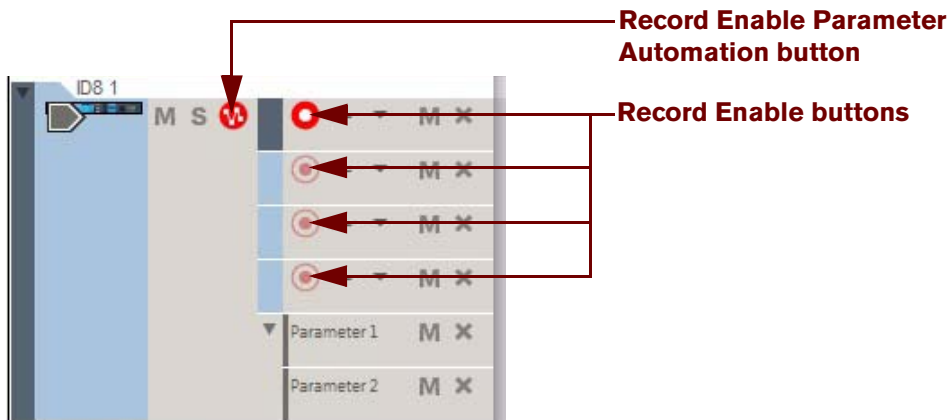 Record Enable Parameter
Automation button
ID8 1
M S M ×
Record Enable buttons
M ×
M ×
M ×
Parameter 1 M ×
Parameter 2 M ×